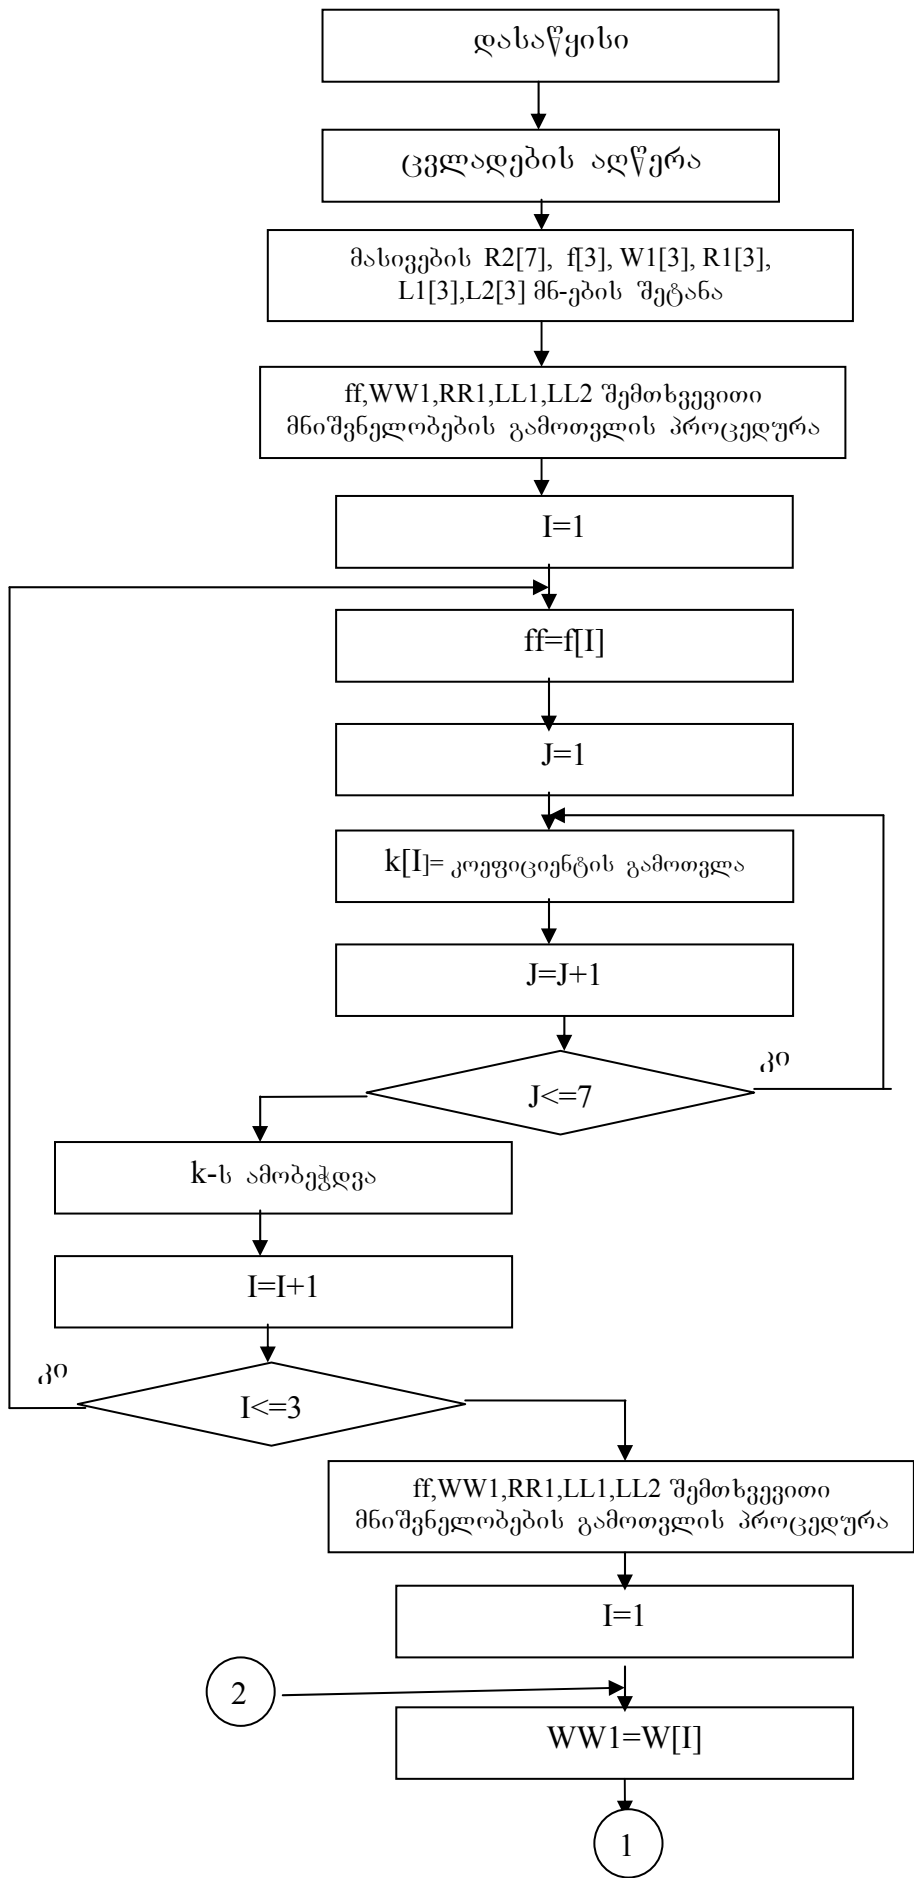 დასაწყისი
ცვლადების აღწერა
მასივების R2[7], f[3], W1[3], R1[3],
L1[3],L2[3] მნ-ების შეტანა
ff,WW1,RR1,LL1,LL2 შემთხვევითი
მნიშვნელობების გამოთვლის პროცედურა
I=1
ff=f[I]
J=1
k[I]= კოეფიციენტის გამოთვლა
J=J+1
კი
J<=7
k-ს ამობეჭდვა
I=I+1
კი
I<=3
ff,WW1,RR1,LL1,LL2 შემთხვევითი
მნიშვნელობების გამოთვლის პროცედურა
I=1
2
WW1=W[I]
1